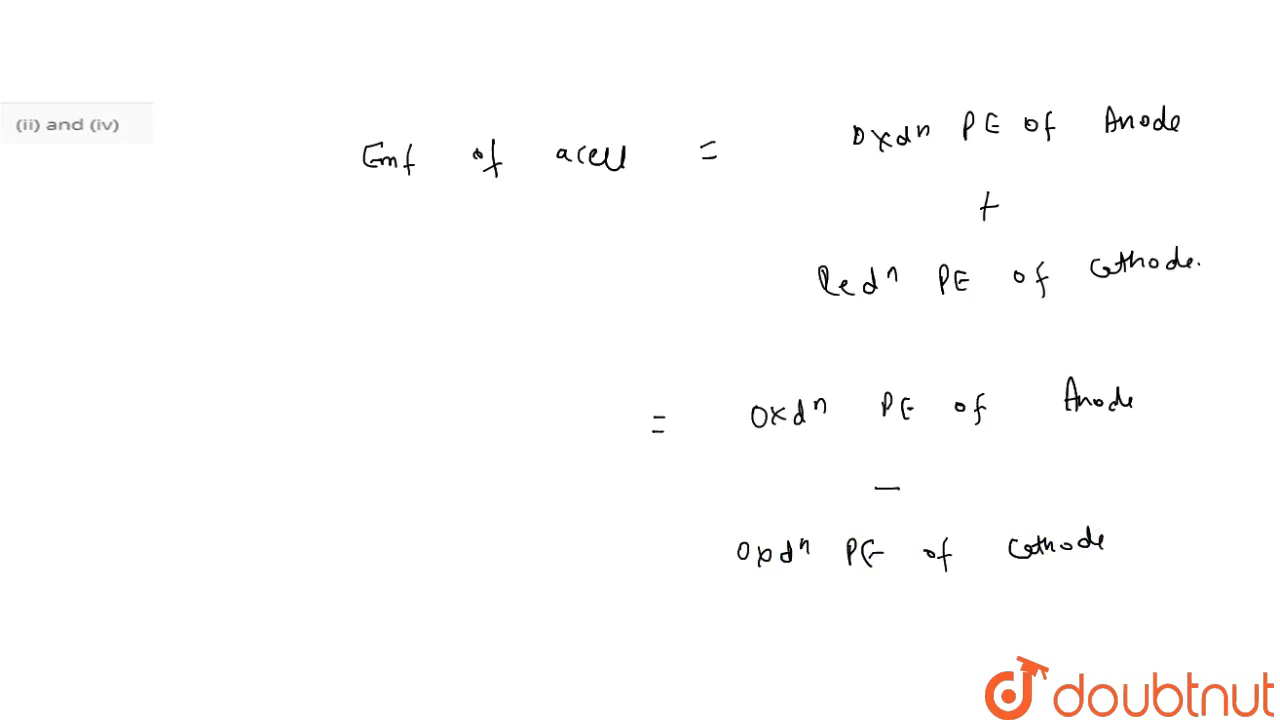 (ii) and (iv)
Emf of a cell = Oxdⁿ PE of Anode
+
Redⁿ PE of Cathode.
= Oxdⁿ PE of Anode
—
Oxdⁿ PE of Cathode
doubtnut